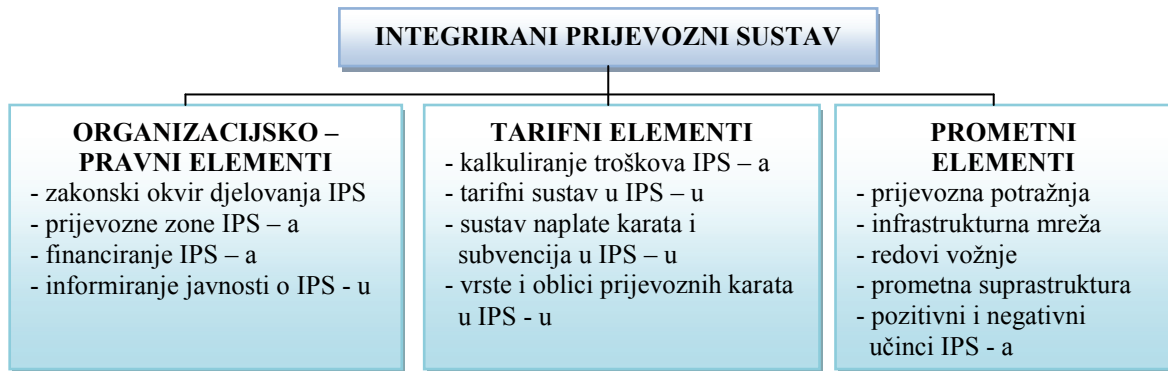 INTEGRIRANI PRIJEVOZNI SUSTAV
ORGANIZACIJSKO –
PRAVNI ELEMENTI
- zakonski okvir djelovanja IPS
- prijevozne zone IPS – a
- financiranje IPS – a
- informiranje javnosti o IPS - u
TARIFNI ELEMENTI
- kalkuliranje troškova IPS – a
- tarifni sustav u IPS – u
- sustav naplate karata i
subvencija u IPS – u
- vrste i oblici prijevoznih karata
u IPS - u
PROMETNI
ELEMENTI
- prijevozna potražnja
- infrastrukturna mreža
- redovi vožnje
- prometna suprastruktura
- pozitivni i negativni
učinci IPS - a